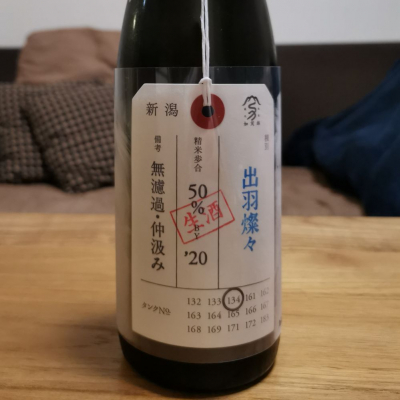 新潟
出羽燦々
精米歩合
50%
'20
生酒
備考
無濾過・仲汲み
タンクNo.
132 133 134 161 162
163 164 165 166
168 169 171 172